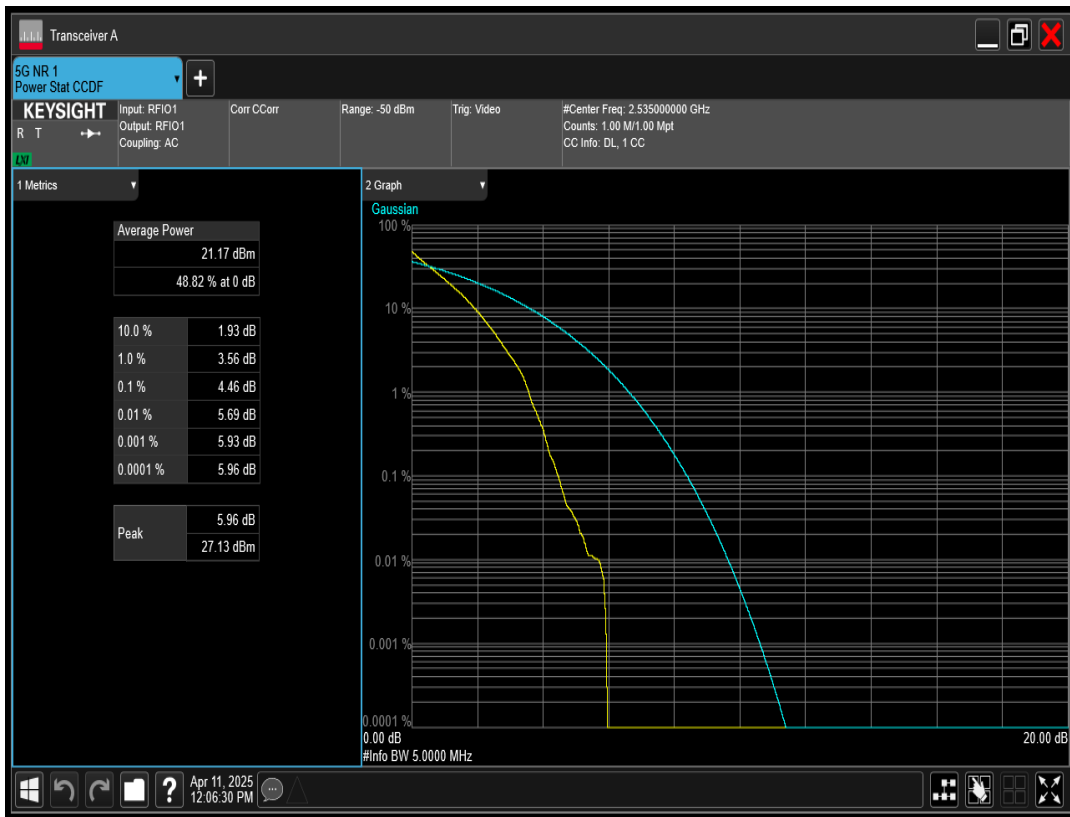 Transceiver A
5G NR 1
Power Stat CCDF
+
KEYSIGHT
R T
LXI
Input: RFIO1
Output: RFIO1
Coupling: AC
Corr CCorr
Range: -50 dBm
Trig: Video
#Center Freq: 2.535000000 GHz
Counts: 1.00 M/1.00 Mpt
CC Info: DL, 1 CC
1 Metrics
Average Power
21.17 dBm
48.82 % at 0 dB
10.0 % 1.93 dB
1.0 % 3.56 dB
0.1 % 4.46 dB
0.01 % 5.69 dB
0.001 % 5.93 dB
0.0001 % 5.96 dB
Peak
5.96 dB
27.13 dBm
2 Graph
Gaussian
100 %
10 %
1 %
0.1 %
0.01 %
0.001 %
0.0001 %
0.00 dB 20.00 dB
#Info BW 5.0000 MHz
?
Apr 11, 2025
12:06:30 PM